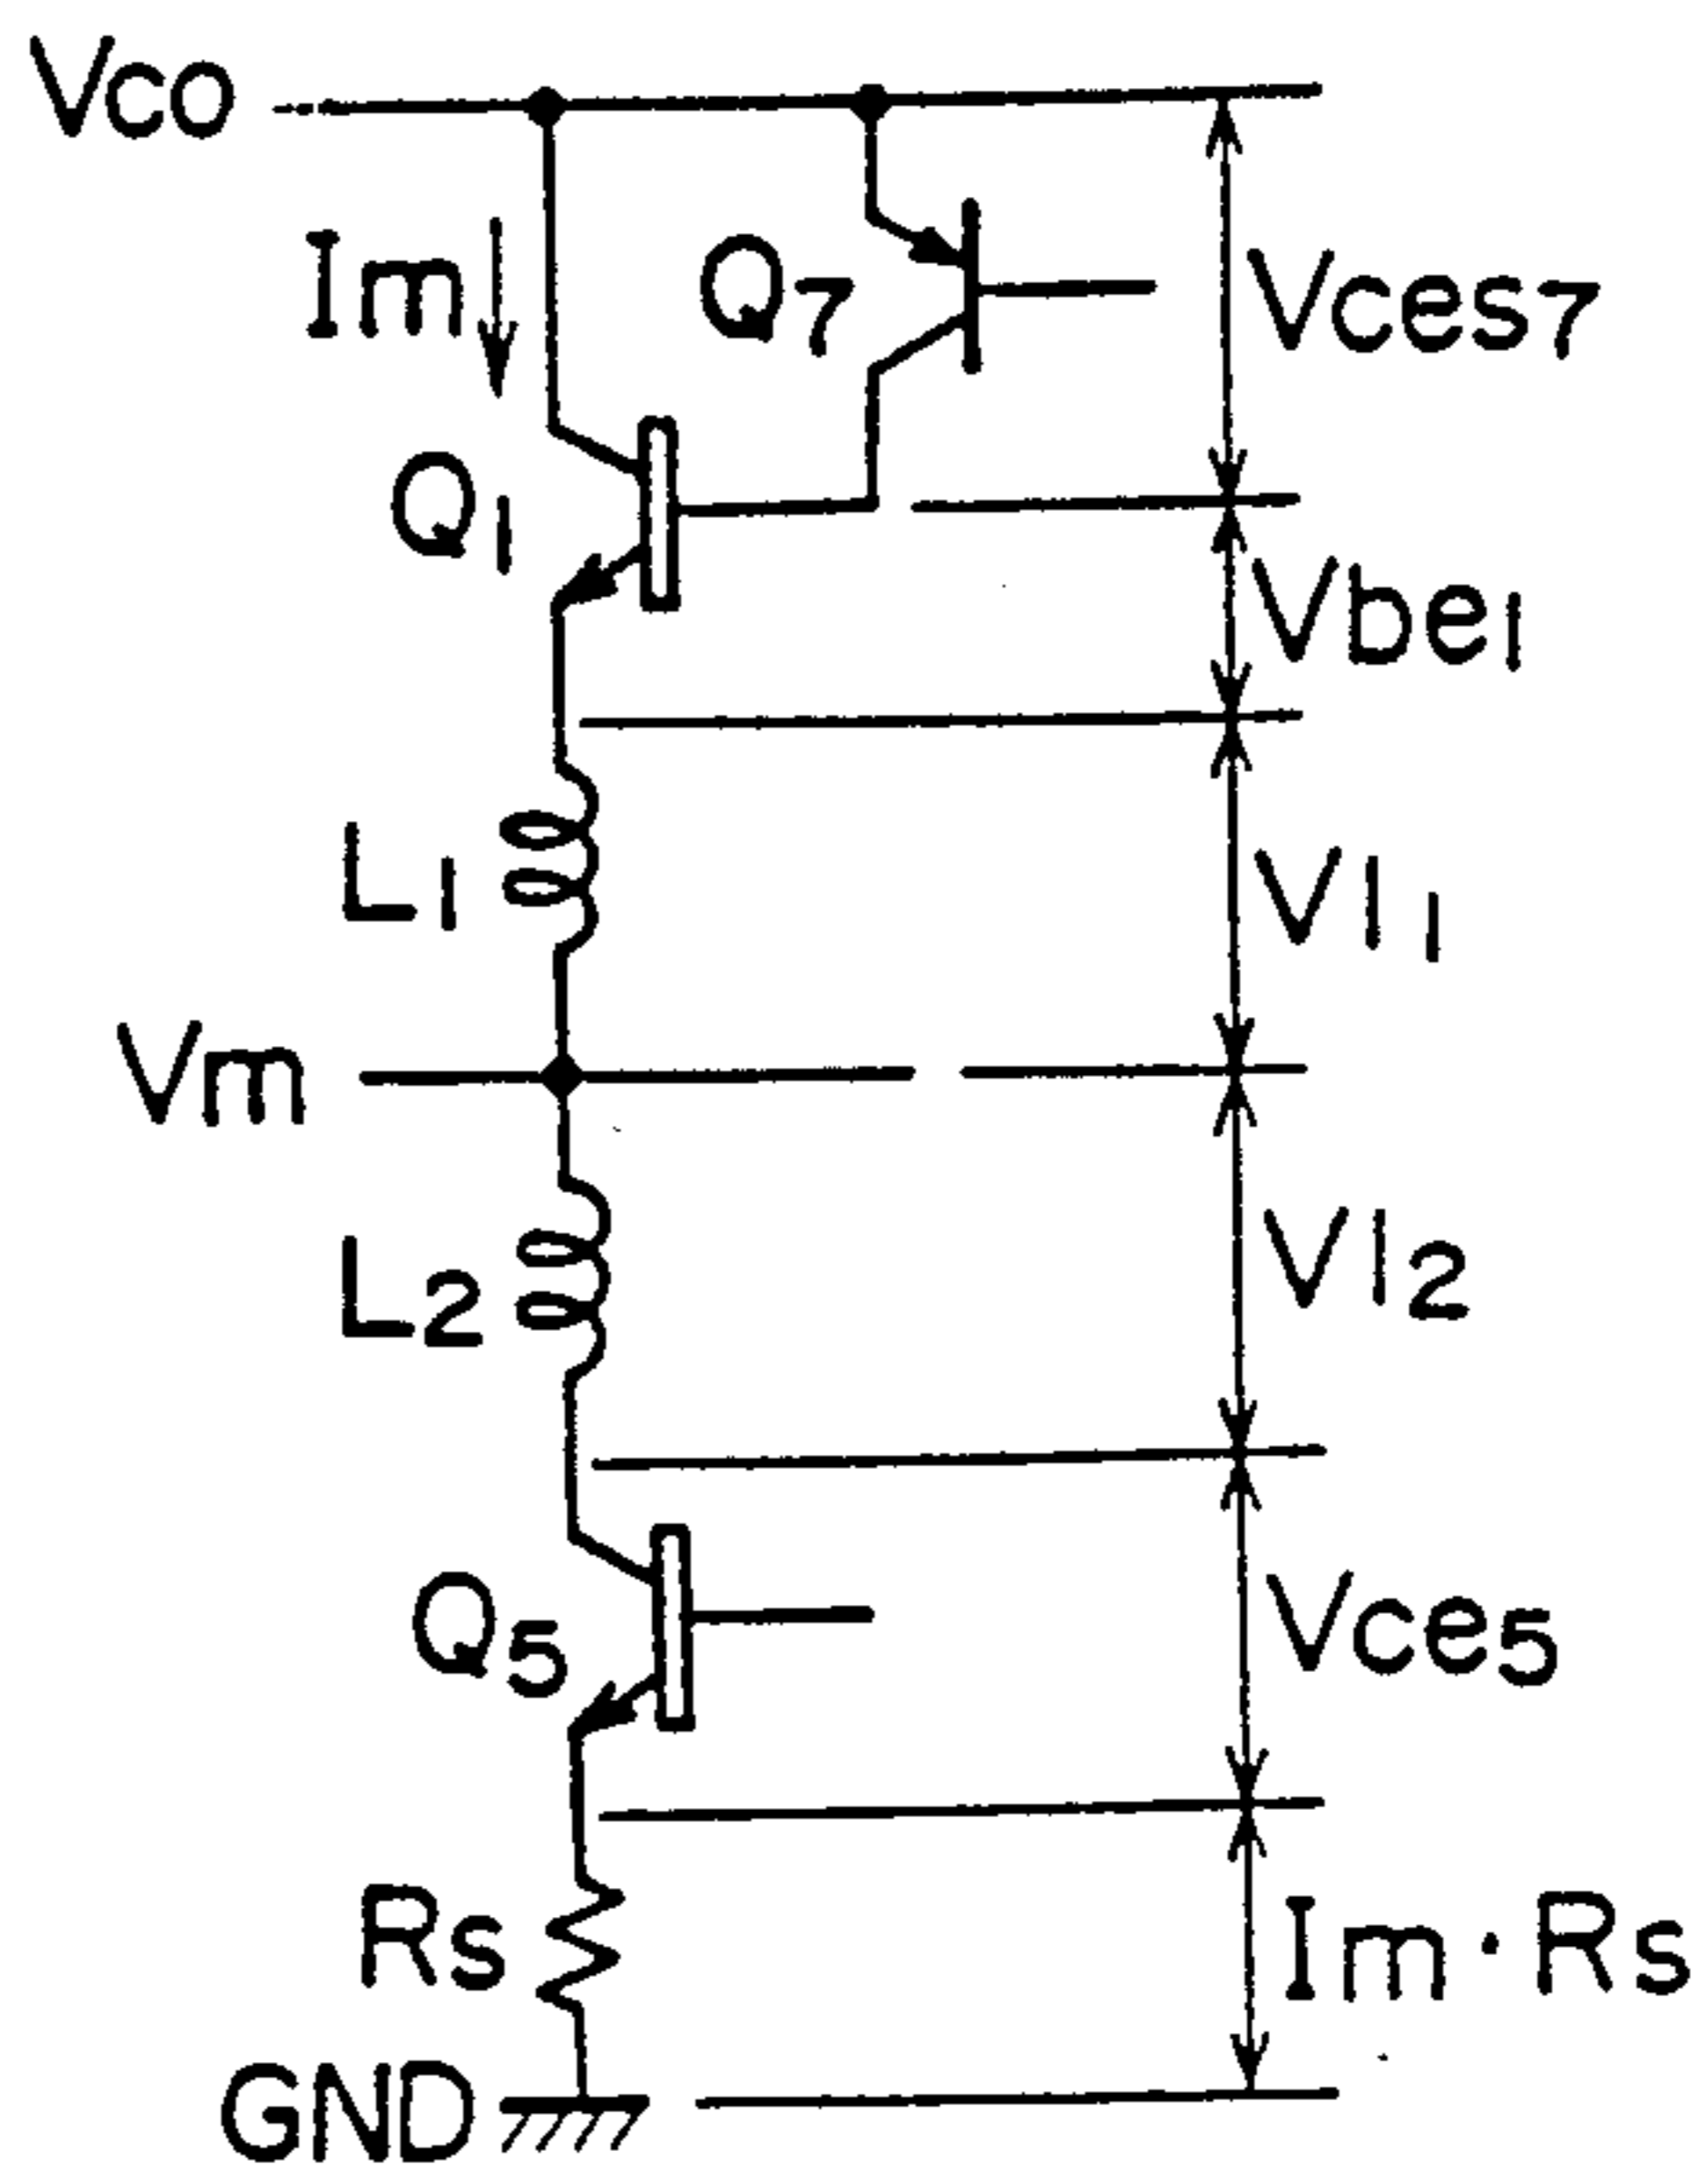 Vco
Im
Q7
Vces7
Q1
Vbe1
L1
Vl1
Vm
L2
Vl2
Q5
Vce5
Rs
Im·Rs
GND